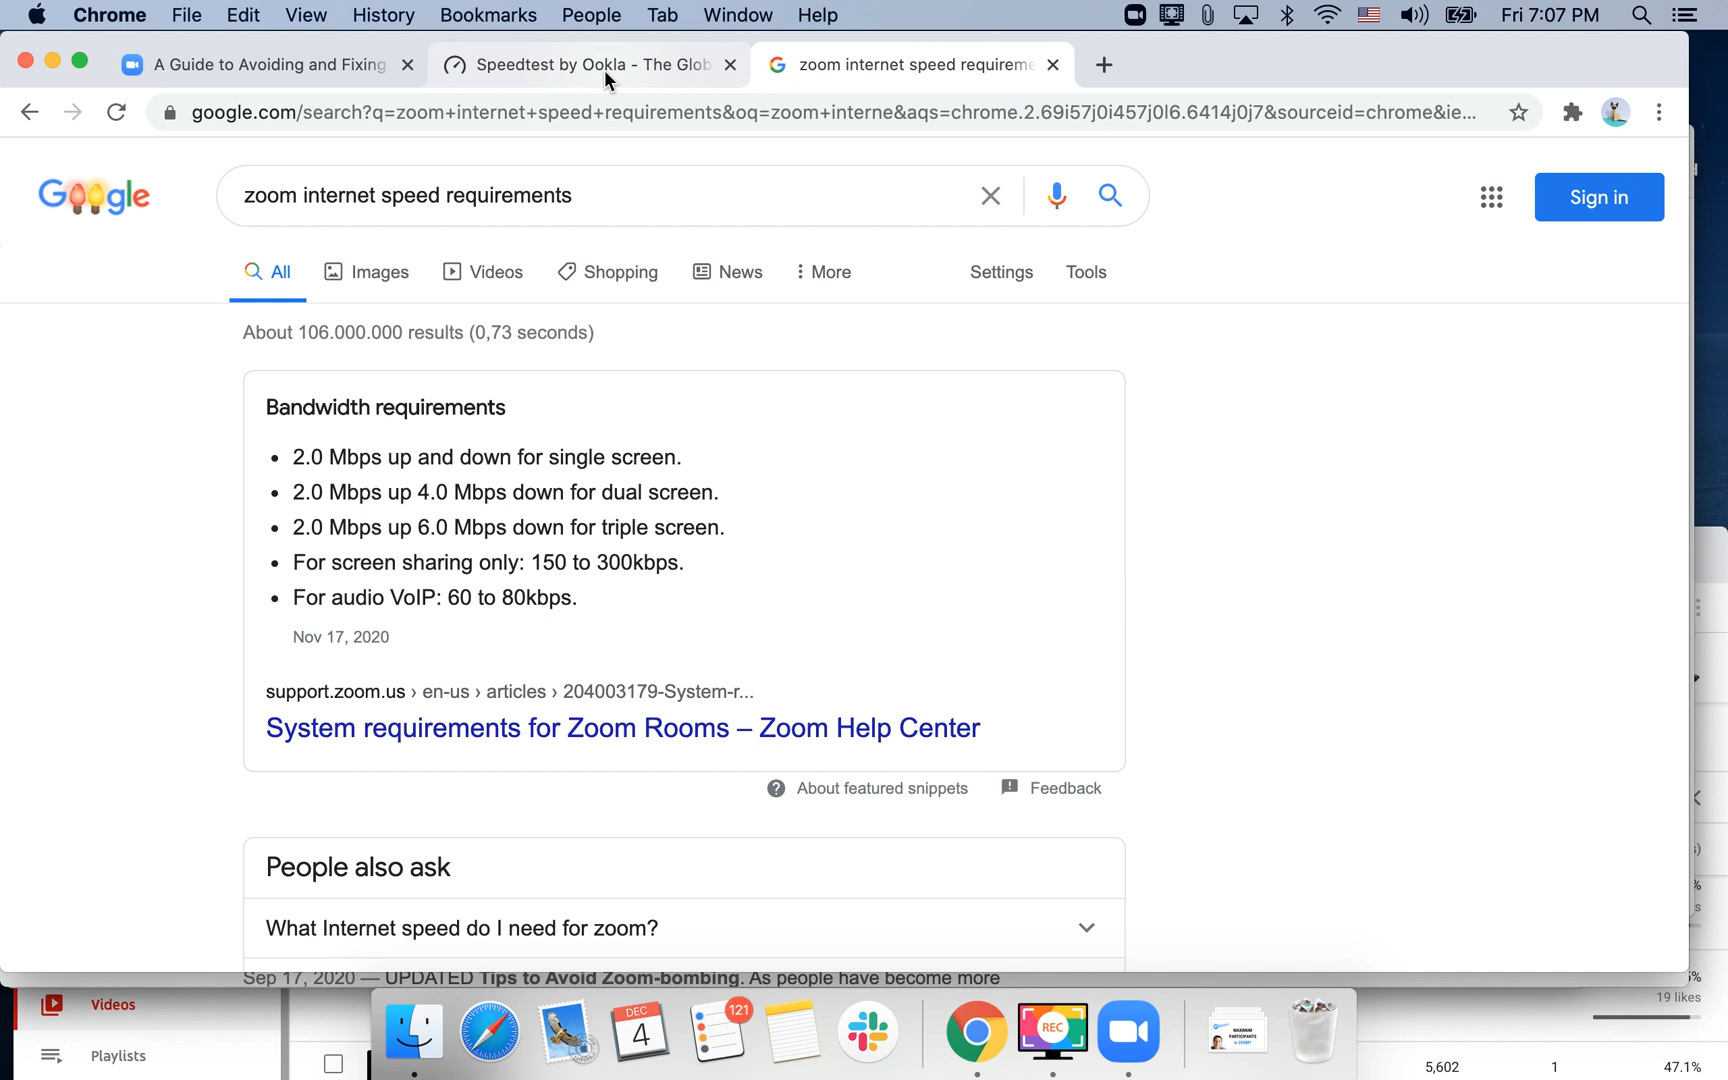 Chrome File Edit View History Bookmarks People Tab Window Help Fri 7:07 PM
A Guide to Avoiding and Fixing
Speedtest by Ookla - The Glob
zoom internet speed requireme
google.com/search?q=zoom+internet+speed+requirements&oq=zoom+interne&aqs=chrome.2.69i57j0i457j0l6.6414j0j7&sourceid=chrome&ie...
Google
zoom internet speed requirements
Sign in
All Images Videos Shopping News More Settings Tools
About 106.000.000 results (0,73 seconds)
Bandwidth requirements
• 2.0 Mbps up and down for single screen.
• 2.0 Mbps up 4.0 Mbps down for dual screen.
• 2.0 Mbps up 6.0 Mbps down for triple screen.
• For screen sharing only: 150 to 300kbps.
• For audio VoIP: 60 to 80kbps.
Nov 17, 2020
support.zoom.us › en-us › articles › 204003179-System-r...
System requirements for Zoom Rooms – Zoom Help Center
About featured snippets Feedback
People also ask
What Internet speed do I need for zoom?
Sep 17, 2020 — UPDATED Tips to Avoid Zoom-bombing. As people have become more
Videos
Playlists
DEC
4
121
REC
MAXIMUM
PARTICIPANTS
19 likes
5,602 1 47.1%